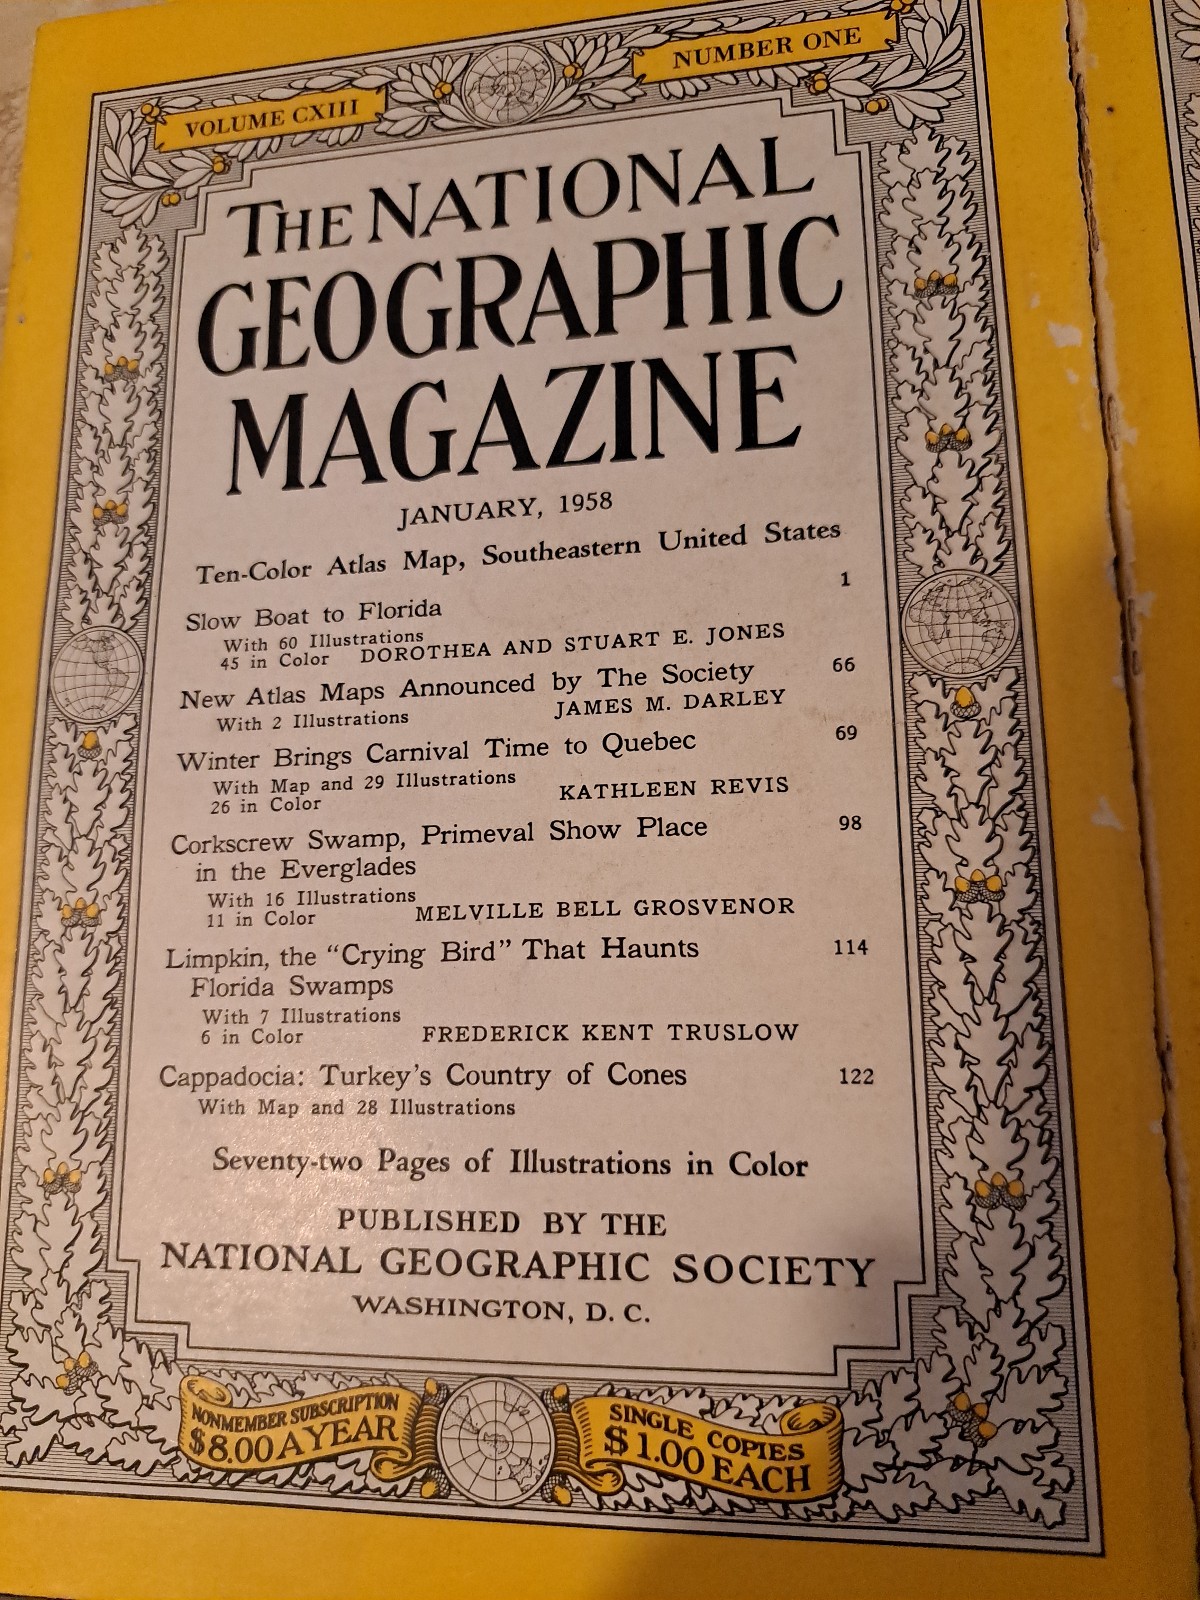 VOLUME CXIII
NUMBER ONE
THE NATIONAL
GEOGRAPHIC
MAGAZINE
JANUARY, 1958
Ten-Color Atlas Map, Southeastern United States
Slow Boat to Florida 1
With 60 Illustrations
45 in Color DOROTHEA AND STUART E. JONES
New Atlas Maps Announced by The Society 66
With 2 Illustrations JAMES M. DARLEY
Winter Brings Carnival Time to Quebec 69
With Map and 29 Illustrations
26 in Color KATHLEEN REVIS
Corkscrew Swamp, Primeval Show Place 98
in the Everglades
With 16 Illustrations
11 in Color MELVILLE BELL GROSVENOR
Limpkin, the “Crying Bird” That Haunts 114
Florida Swamps
With 7 Illustrations
6 in Color FREDERICK KENT TRUSLOW
Cappadocia: Turkey’s Country of Cones 122
With Map and 28 Illustrations
Seventy-two Pages of Illustrations in Color
PUBLISHED BY THE
NATIONAL GEOGRAPHIC SOCIETY
WASHINGTON, D. C.
NONMEMBER SUBSCRIPTION
$8.00 A YEAR
SINGLE COPIES
$1.00 EACH